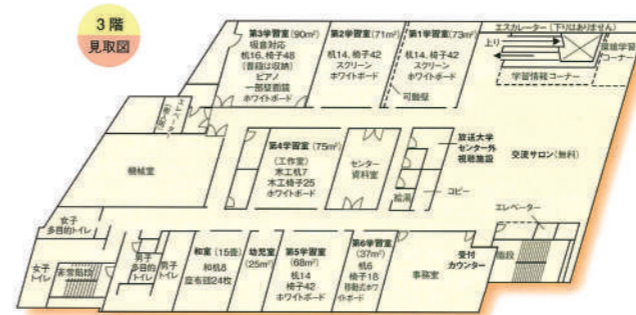 3階
見取図
第3学習室(90m²)
吸音対応
机16、椅子48
(普段は収納)
ピアノ
一部壁面鏡
ホワイトボード
第2学習室(71m²)
机14、椅子42
スクリーン
ホワイトボード
第1学習室(73m²)
机14、椅子42
スクリーン
ホワイトボード
可動壁
エスカレーター(下りはありません)
上り
環境学習
コーナー
学習情報コーナー
機械室
第4学習室(75m²)
(工作室)
木工机7
木工椅子25
ホワイトボード
センター
資料室
放送大学
センター外
視聴施設
交流サロン(無料)
給湯
コピー
エレベーター
女子
多目的トイレ
女子
トイレ
非常階段
男子
多目的トイレ
男子
トイレ
和室(15畳)
和机8
座布団24枚
幼児室
(25m²)
第5学習室
(68m²)
机14
椅子42
ホワイトボード
第6学習室
(37m²)
机6
椅子18
移動式ホワ
イトボード
事務室
受付
カウンター
階段